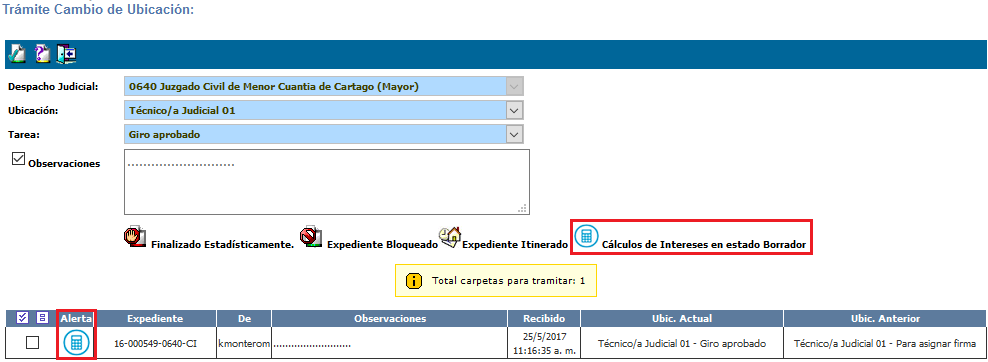 Trámite Cambio de Ubicación:
Despacho Judicial: 0640 Juzgado Civil de Menor Cuantia de Cartago (Mayor)
Ubicación: Técnico/a Judicial 01
Tarea: Giro aprobado
Observaciones ...........................
Finalizado Estadísticamente. Expediente Bloqueado Expediente Itinerado Cálculos de Intereses en estado Borrador
Total carpetas para tramitar: 1
Alerta Expediente De Observaciones Recibido Ubic. Actual Ubic. Anterior
16-000549-0640-CI kmonterom ........................... 25/5/2017 Técnico/a Judicial 01 - Giro aprobado Técnico/a Judicial 01 - Para asignar firma
11:16:35 a. m.